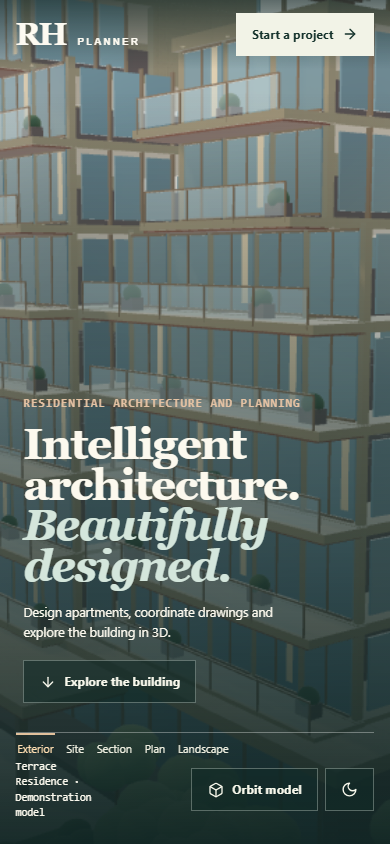 RH PLANNER
Start a project
RESIDENTIAL ARCHITECTURE AND PLANNING
Intelligent
architecture.
Beautifully
designed.
Design apartments, coordinate drawings and
explore the building in 3D.
Explore the building
Exterior Site Section Plan Landscape
Terrace
Residence ·
Demonstration
model
Orbit model